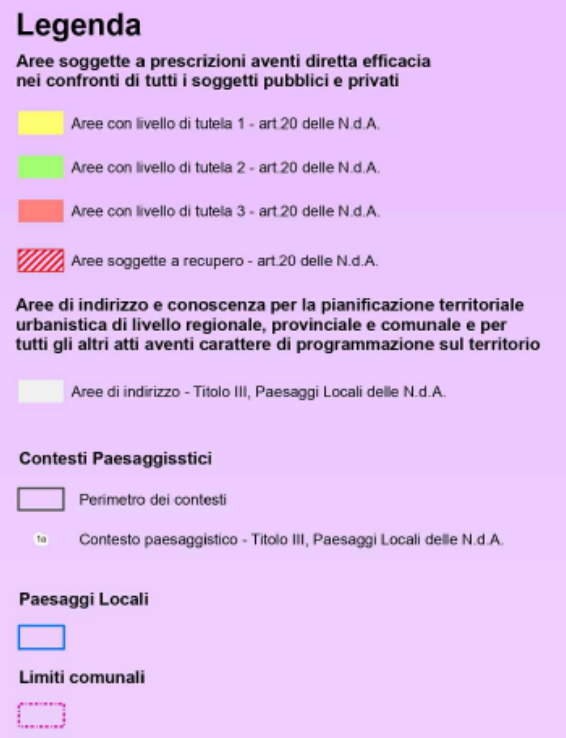 Legenda
Aree soggette a prescrizioni aventi diretta efficacia
nei confronti di tutti i soggetti pubblici e privati
Aree con livello di tutela 1 - art.20 delle N.d.A.
Aree con livello di tutela 2 - art.20 delle N.d.A.
Aree con livello di tutela 3 - art.20 delle N.d.A.
Aree soggette a recupero - art.20 delle N.d.A.
Aree di indirizzo e conoscenza per la pianificazione territoriale
urbanistica di livello regionale, provinciale e comunale e per
tutti gli altri atti aventi carattere di programmazione sul territorio
Aree di indirizzo - Titolo III, Paesaggi Locali delle N.d.A.
Contesti Paesaggisstici
Perimetro dei contesti
1a Contesto paesaggistico - Titolo III, Paesaggi Locali delle N.d.A.
Paesaggi Locali
Limiti comunali